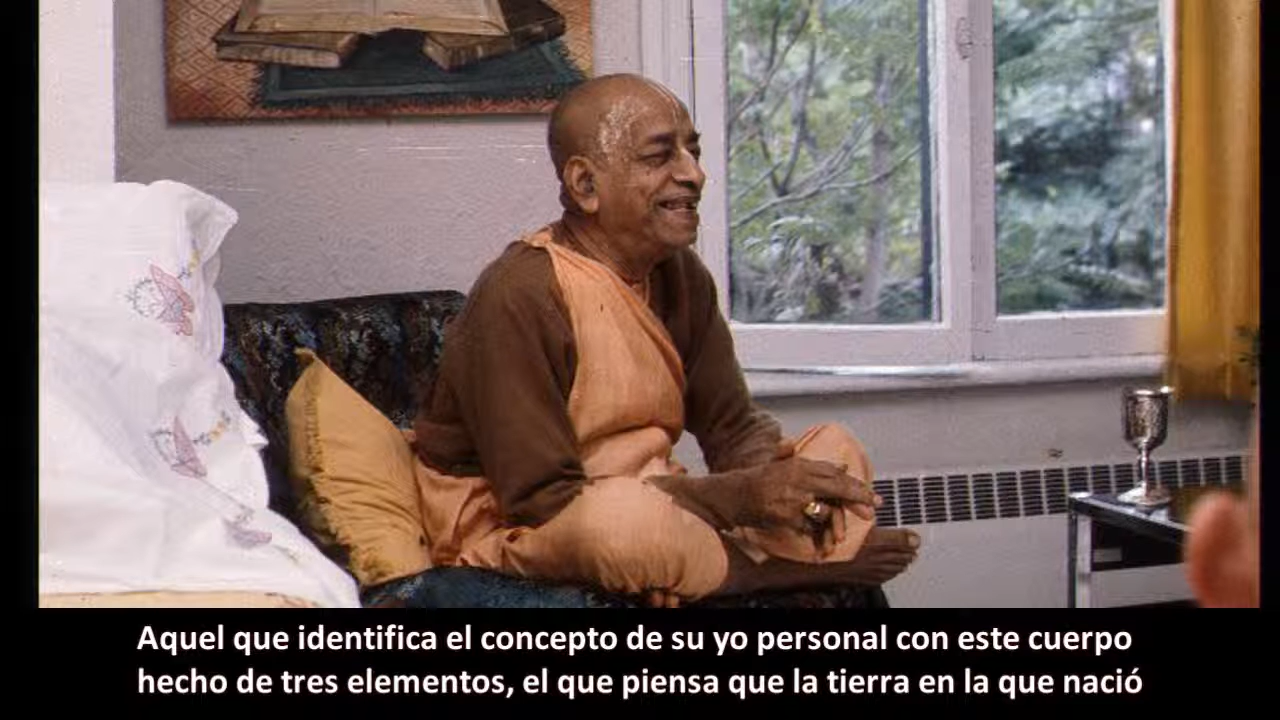 Aquel que identifica el concepto de su yo personal con este cuerpo
hecho de tres elementos, el que piensa que la tierra en la que nació